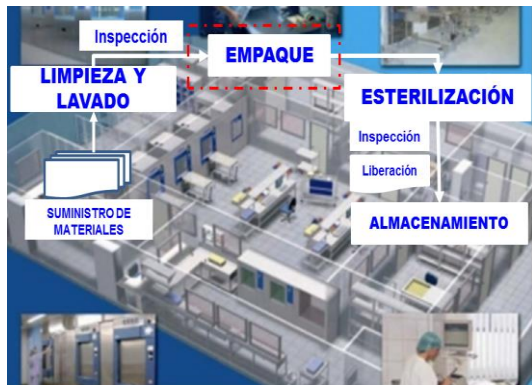 Inspección
EMPAQUE
LIMPIEZA Y
LAVADO
ESTERILIZACIÓN
Inspección
Liberación
SUMINISTRO DE
MATERIALES
ALMACENAMIENTO